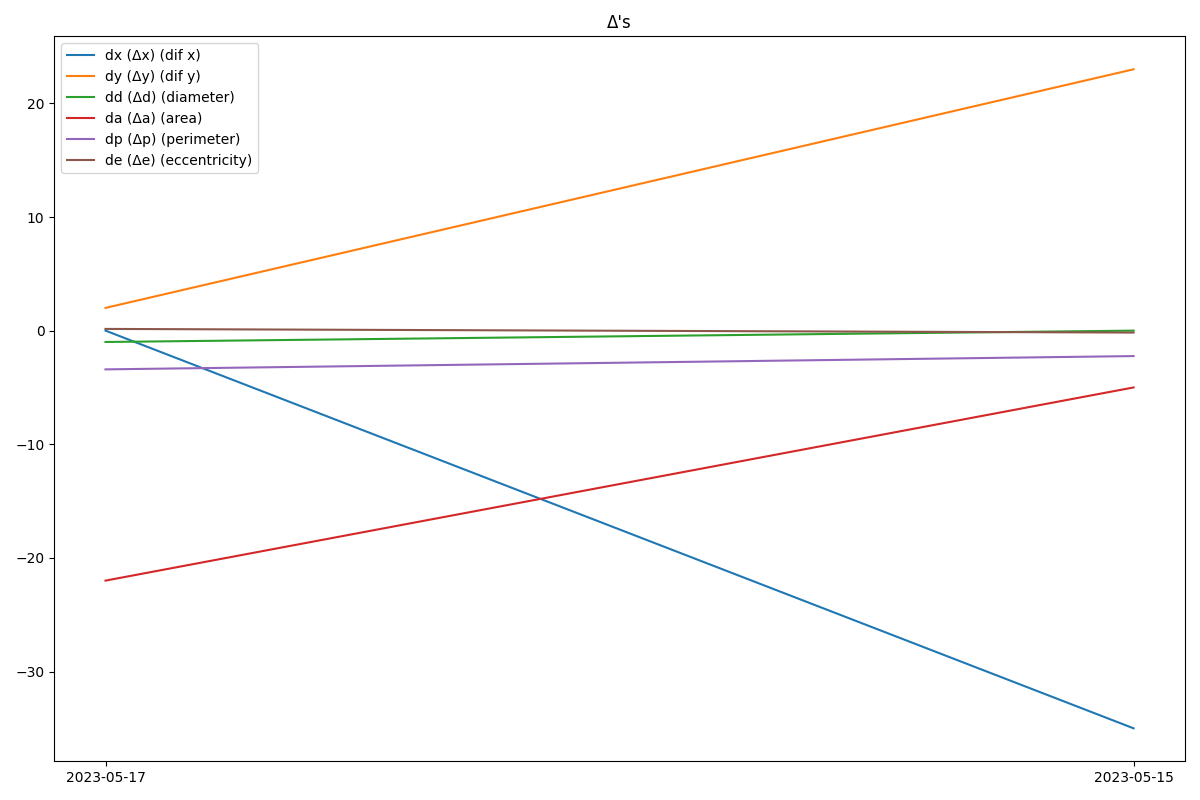 Δ's
dx (Δx) (dif x)
dy (Δy) (dif y)
dd (Δd) (diameter)
da (Δa) (area)
dp (Δp) (perimeter)
de (Δe) (eccentricity)
20
10
0
−10
−20
−30
2023-05-17 2023-05-15